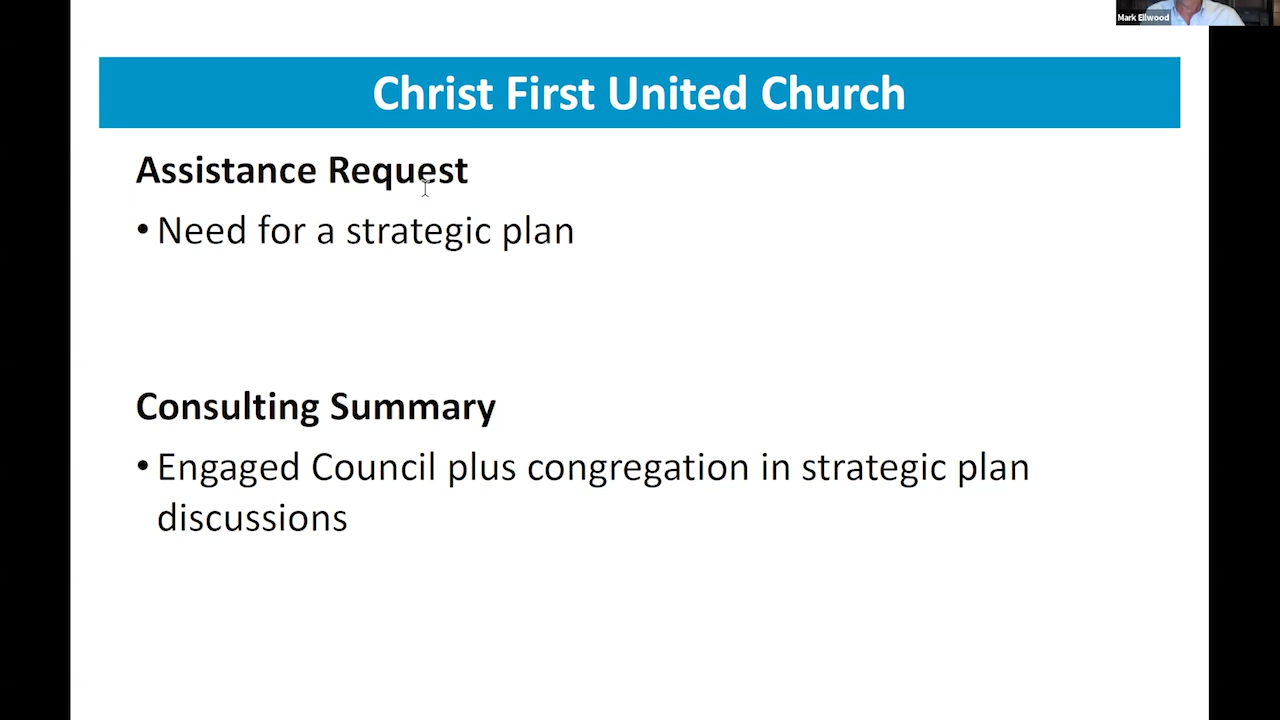 Mark Ellwood
Christ First United Church
Assistance Request
• Need for a strategic plan
Consulting Summary
• Engaged Council plus congregation in strategic plan
discussions